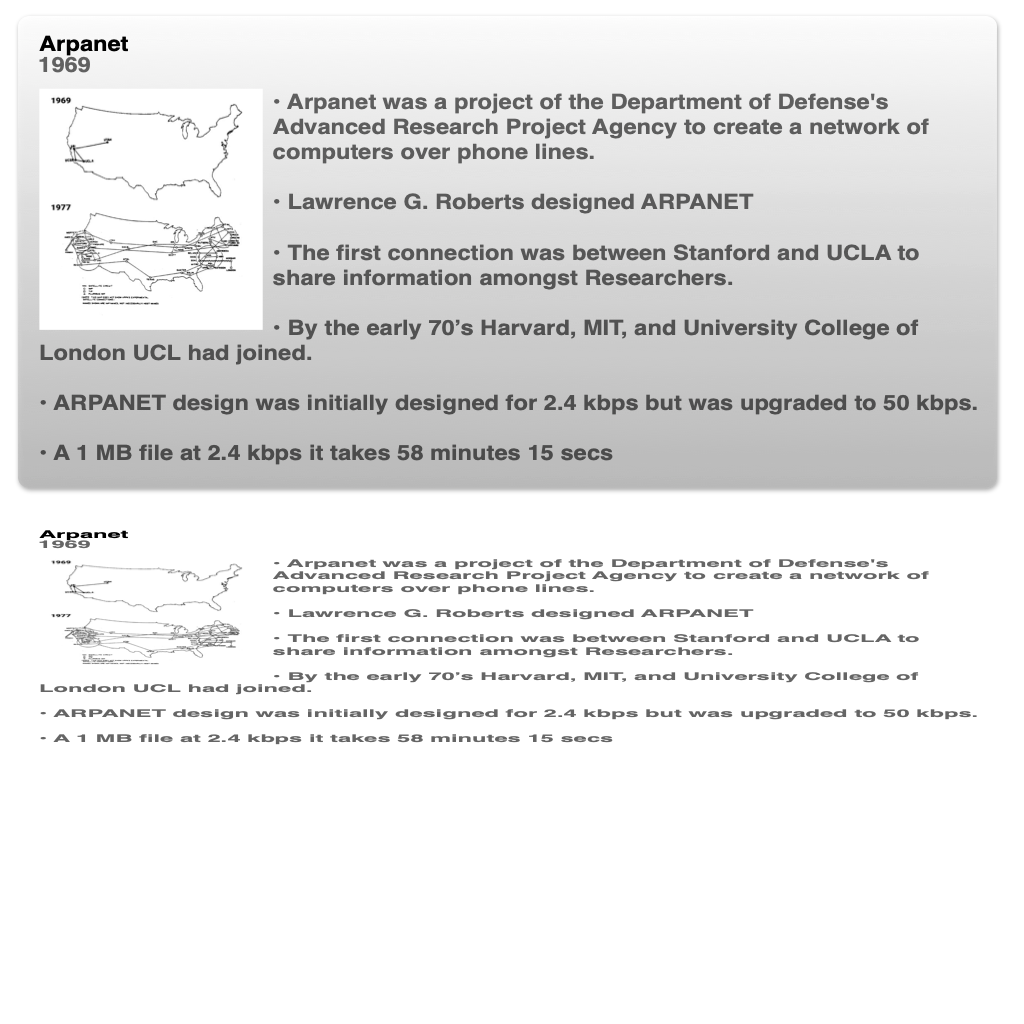 Arpanet
1969
1969
1977
• Arpanet was a project of the Department of Defense's
Advanced Research Project Agency to create a network of
computers over phone lines.
• Lawrence G. Roberts designed ARPANET
• The first connection was between Stanford and UCLA to
share information amongst Researchers.
• By the early 70’s Harvard, MIT, and University College of
London UCL had joined.
• ARPANET design was initially designed for 2.4 kbps but was upgraded to 50 kbps.
• A 1 MB file at 2.4 kbps it takes 58 minutes 15 secs
Arpanet
1969
1969
1977
• Arpanet was a project of the Department of Defense's
Advanced Research Project Agency to create a network of
computers over phone lines.
• Lawrence G. Roberts designed ARPANET
• The first connection was between Stanford and UCLA to
share information amongst Researchers.
• By the early 70’s Harvard, MIT, and University College of
London UCL had joined.
• ARPANET design was initially designed for 2.4 kbps but was upgraded to 50 kbps.
• A 1 MB file at 2.4 kbps it takes 58 minutes 15 secs